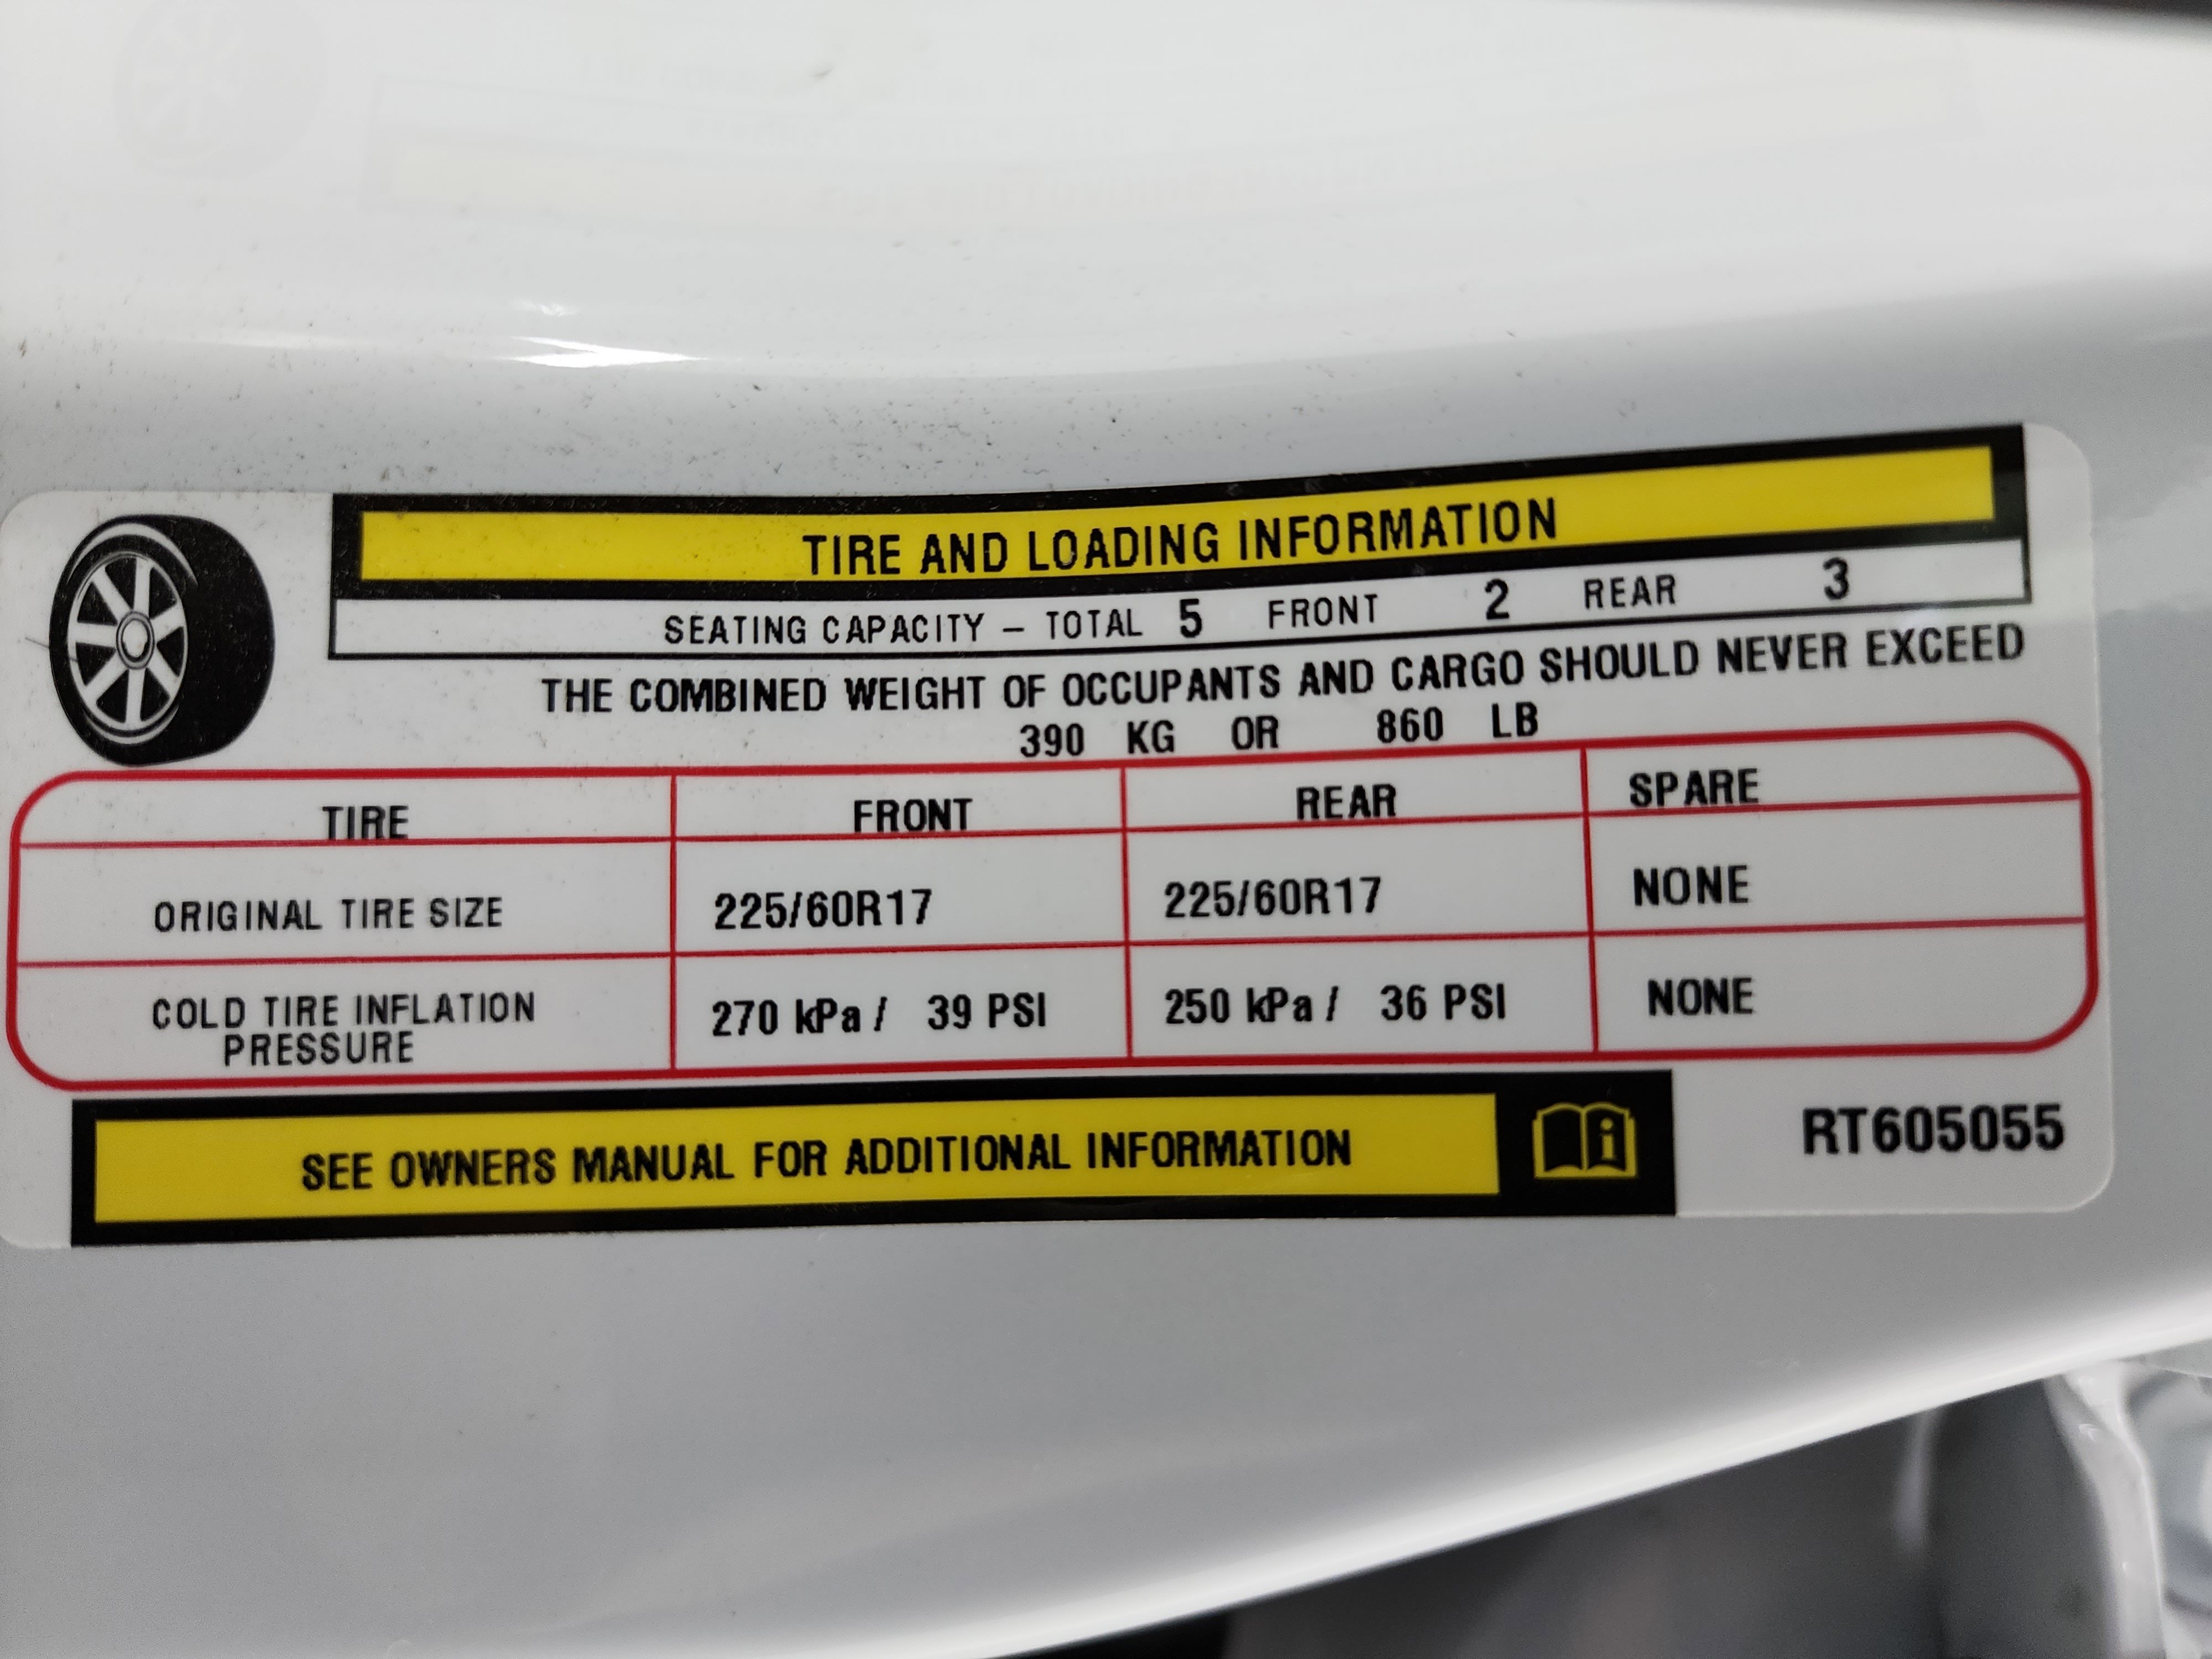 TIRE AND LOADING INFORMATION
SEATING CAPACITY – TOTAL 5 FRONT 2 REAR 3
THE COMBINED WEIGHT OF OCCUPANTS AND CARGO SHOULD NEVER EXCEED
390 KG OR 860 LB
TIRE FRONT REAR SPARE
ORIGINAL TIRE SIZE 225/60R17 225/60R17 NONE
COLD TIRE INFLATION PRESSURE 270 kPa / 39 PSI 250 kPa / 36 PSI NONE
SEE OWNERS MANUAL FOR ADDITIONAL INFORMATION
RT605055